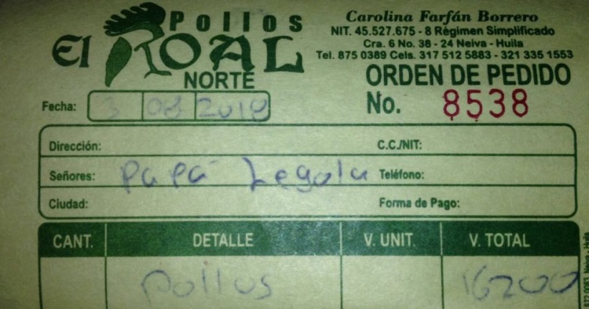 Pollos
El ROAL
NORTE
Carolina Farfán Borrero
NIT. 45.527.675 - 8 Régimen Simplificado
Cra. 6 No. 38 - 24 Neiva - Huila
Tel. 875 0389 Cels. 317 512 5883 - 321 335 1553
ORDEN DE PEDIDO
No. 8538
Fecha: 3 08 2018
Dirección: C.C./NIT:
Señores: Papá Legola Teléfono:
Ciudad: Forma de Pago:
CANT. DETALLE V. UNIT. V. TOTAL
pollos 16200